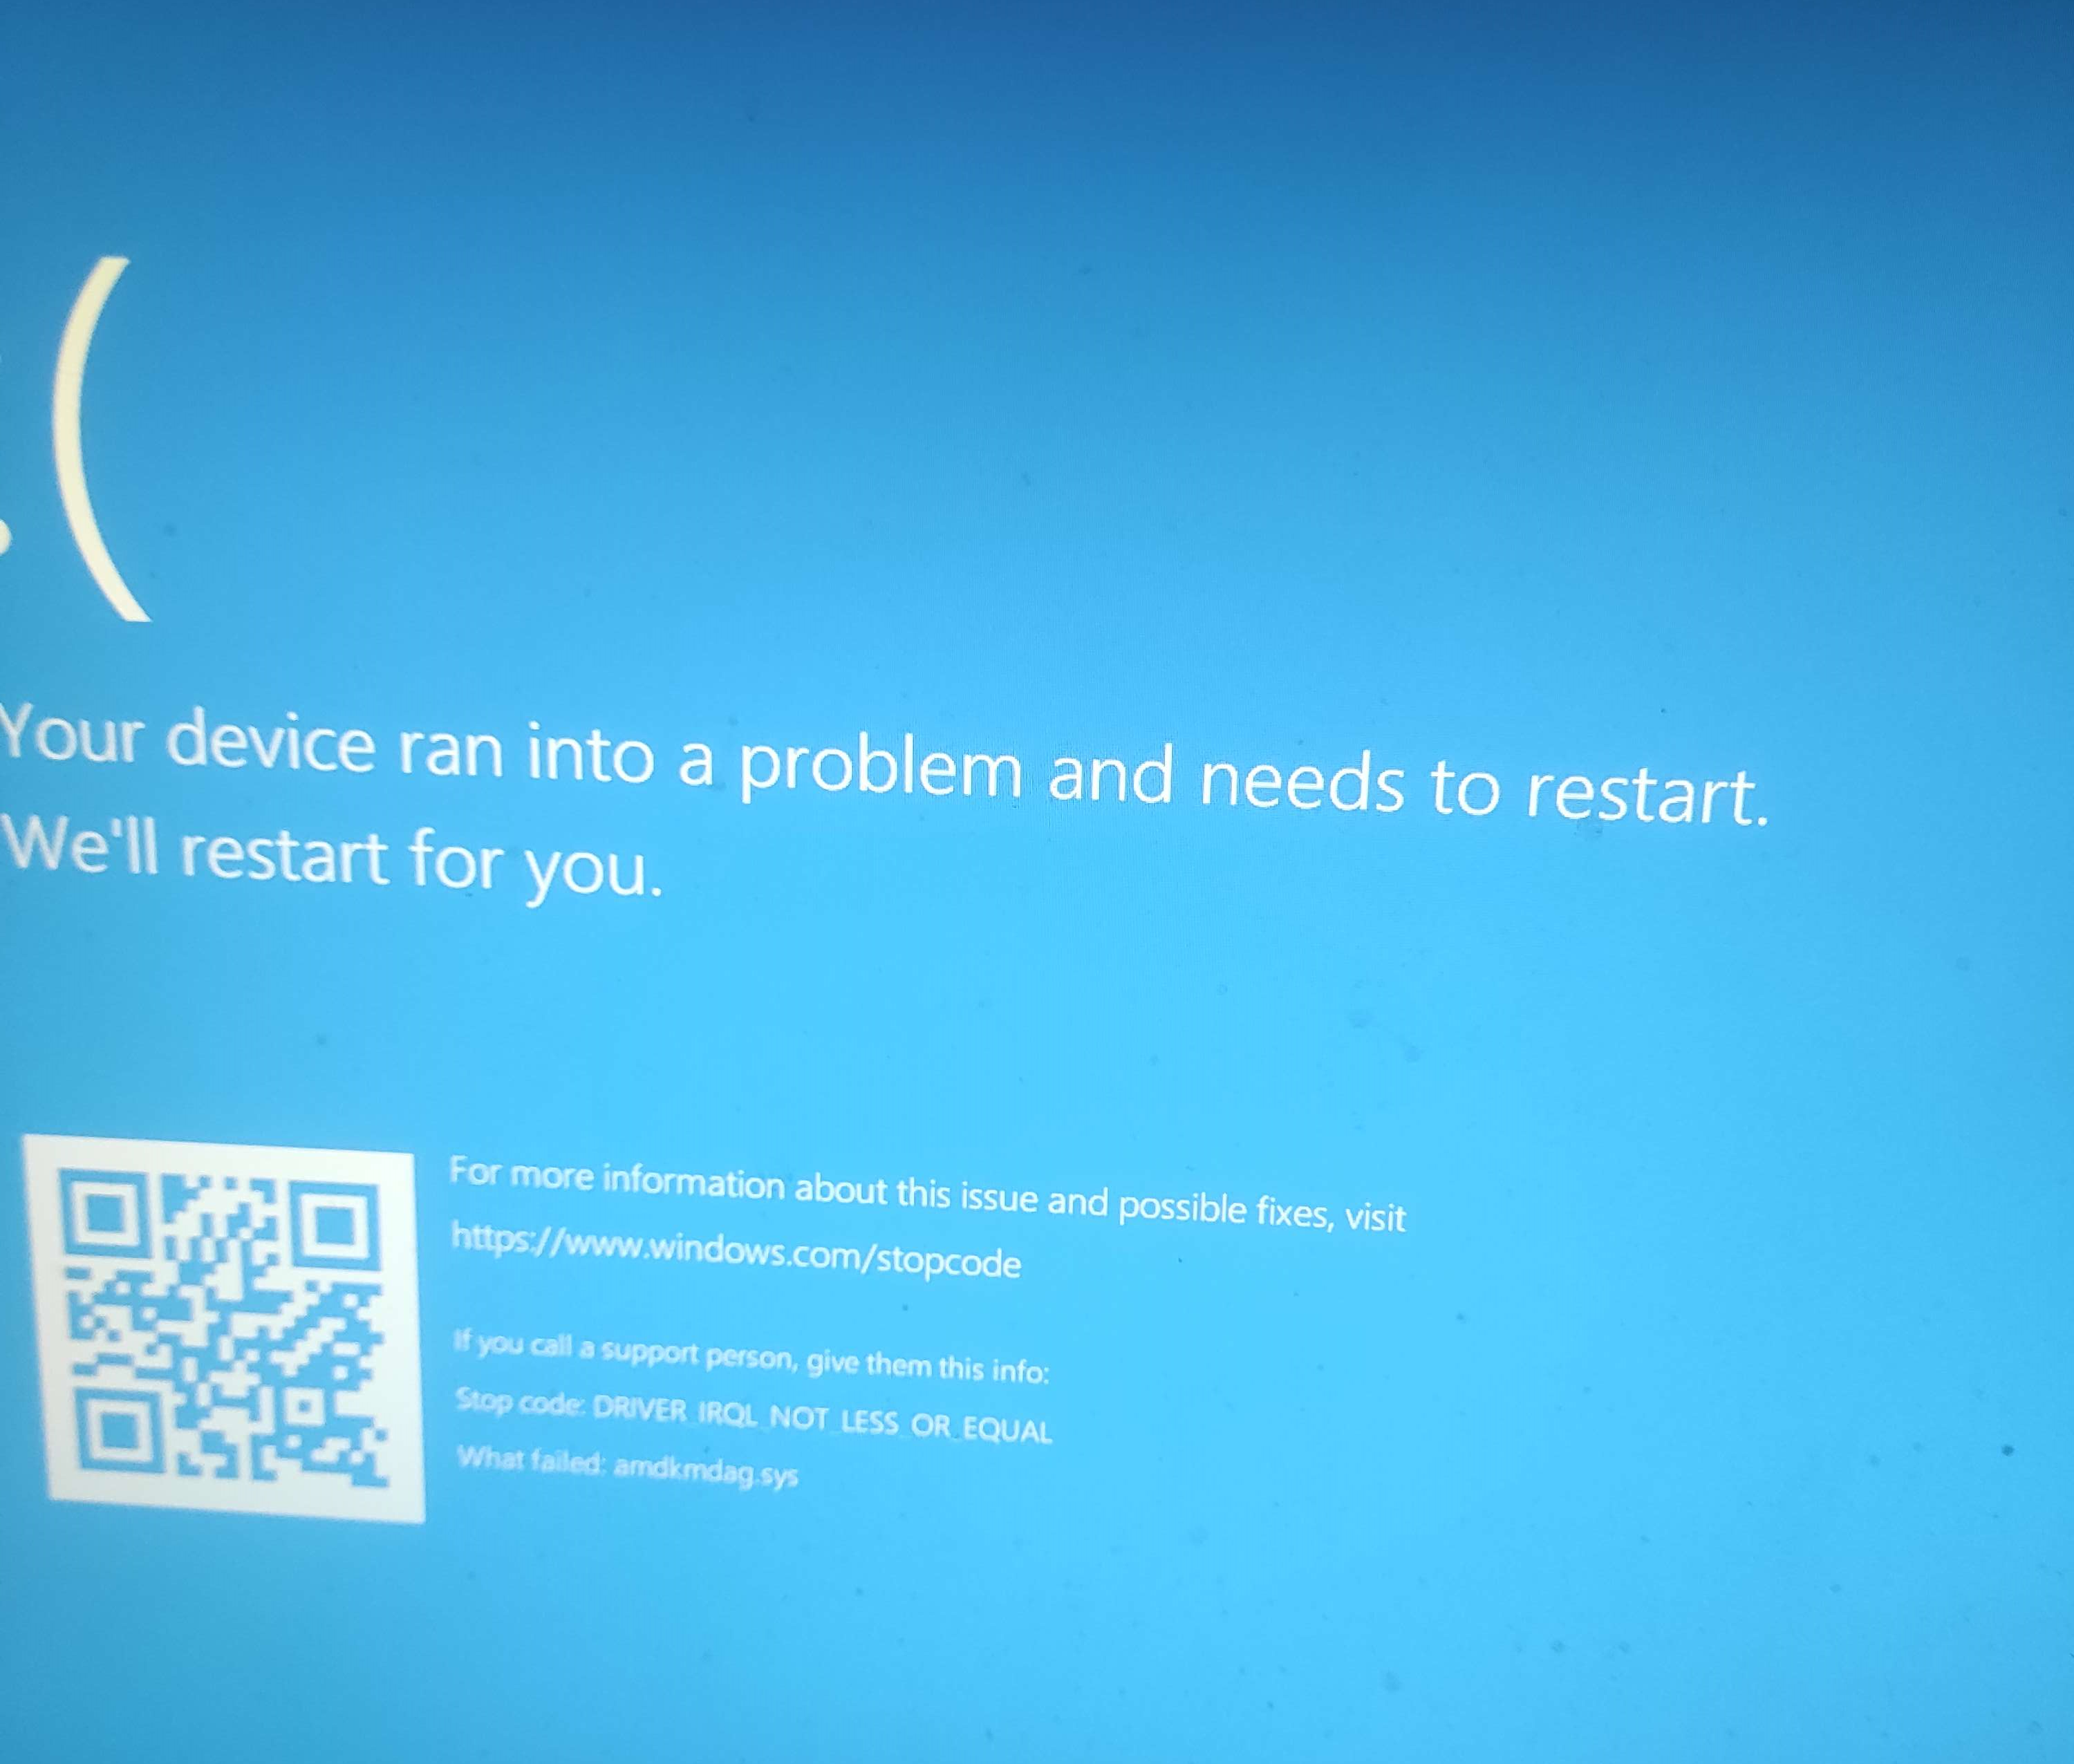 :(
Your device ran into a problem and needs to restart.
We'll restart for you.
For more information about this issue and possible fixes, visit
https://www.windows.com/stopcode
If you call a support person, give them this info:
Stop code: DRIVER_IRQL_NOT_LESS_OR_EQUAL
What failed: amdkmdag.sys